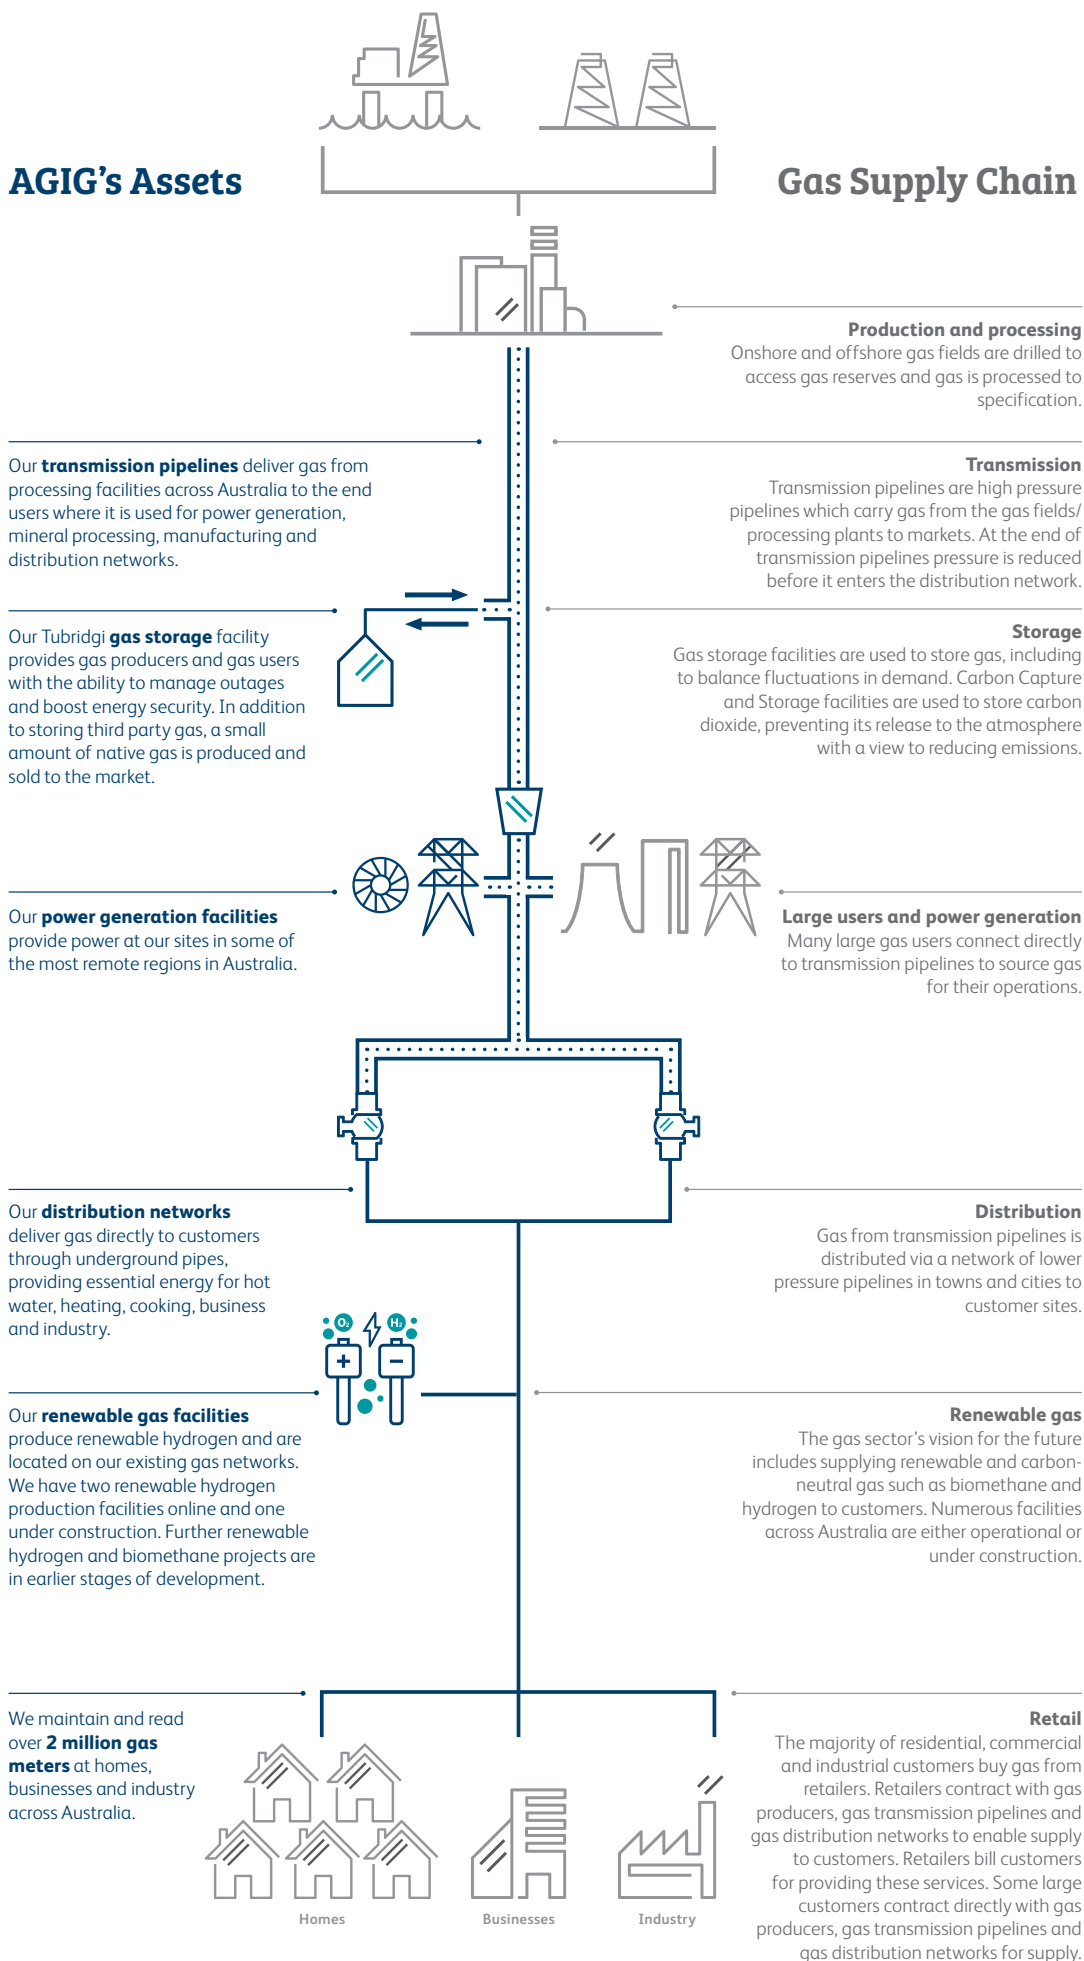 AGIG's Assets
Gas Supply Chain
Production and processing
Onshore and offshore gas fields are drilled to
access gas reserves and gas is processed to
specification.
Our transmission pipelines deliver gas from
processing facilities across Australia to the end
users where it is used for power generation,
mineral processing, manufacturing and
distribution networks.
Transmission
Transmission pipelines are high pressure
pipelines which carry gas from the gas fields/
processing plants to markets. At the end of
transmission pipelines pressure is reduced
before it enters the distribution network.
Our Tubridgi gas storage facility
provides gas producers and gas users
with the ability to manage outages
and boost energy security. In addition
to storing third party gas, a small
amount of native gas is produced and
sold to the market.
Storage
Gas storage facilities are used to store gas, including
to balance fluctuations in demand. Carbon Capture
and Storage facilities are used to store carbon
dioxide, preventing its release to the atmosphere
with a view to reducing emissions.
Our power generation facilities
provide power at our sites in some of
the most remote regions in Australia.
Large users and power generation
Many large gas users connect directly
to transmission pipelines to source gas
for their operations.
Our distribution networks
deliver gas directly to customers
through underground pipes,
providing essential energy for hot
water, heating, cooking, business
and industry.
Distribution
Gas from transmission pipelines is
distributed via a network of lower
pressure pipelines in towns and cities to
customer sites.
O₂ H₂
+ −
Our renewable gas facilities
produce renewable hydrogen and are
located on our existing gas networks.
We have two renewable hydrogen
production facilities online and one
under construction. Further renewable
hydrogen and biomethane projects are
in earlier stages of development.
Renewable gas
The gas sector's vision for the future
includes supplying renewable and carbon-
neutral gas such as biomethane and
hydrogen to customers. Numerous facilities
across Australia are either operational or
under construction.
We maintain and read
over 2 million gas
meters at homes,
businesses and industry
across Australia.
Retail
The majority of residential, commercial
and industrial customers buy gas from
retailers. Retailers contract with gas
producers, gas transmission pipelines and
gas distribution networks to enable supply
to customers. Retailers bill customers
for providing these services. Some large
customers contract directly with gas
producers, gas transmission pipelines and
gas distribution networks for supply.
Homes
Businesses
Industry